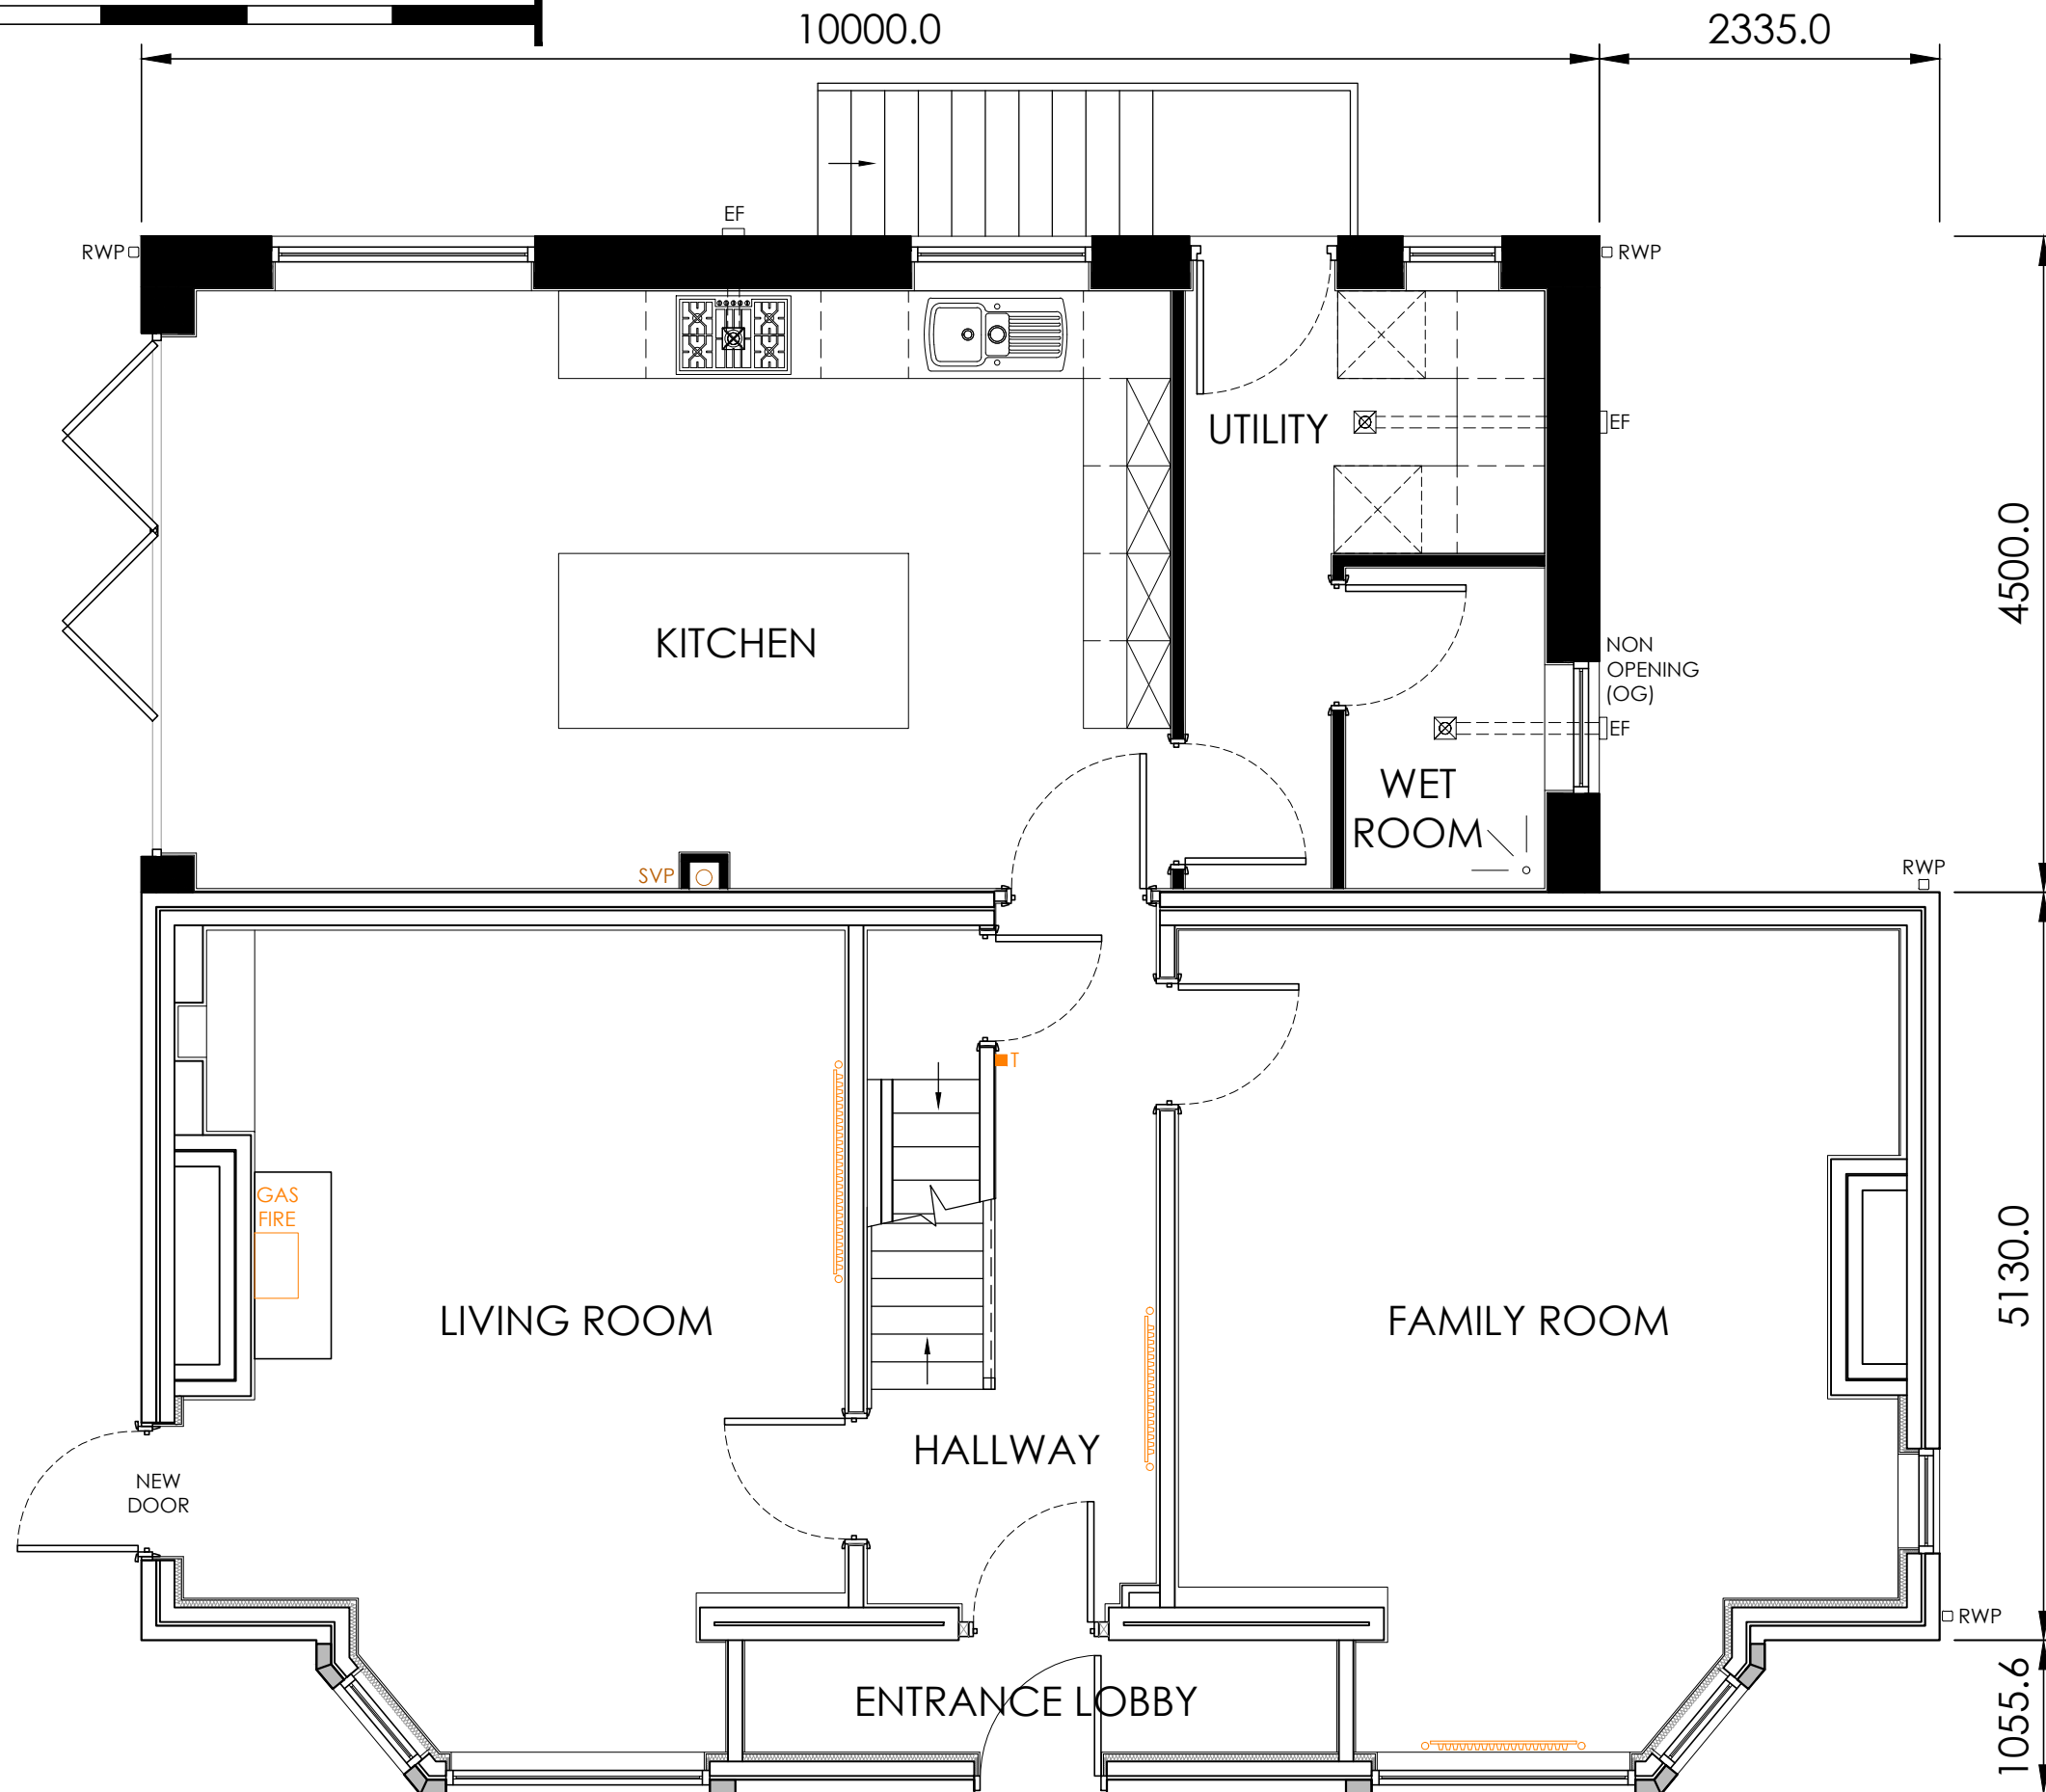 10000.0
2335.0
EF
RWP
RWP
UTILITY
EF
4500.0
KITCHEN
NON
OPENING
(OG)
EF
WET
ROOM
SVP
RWP
T
GAS
FIRE
5130.0
LIVING ROOM
FAMILY ROOM
HALLWAY
NEW
DOOR
RWP
ENTRANCE LOBBY
1055.6